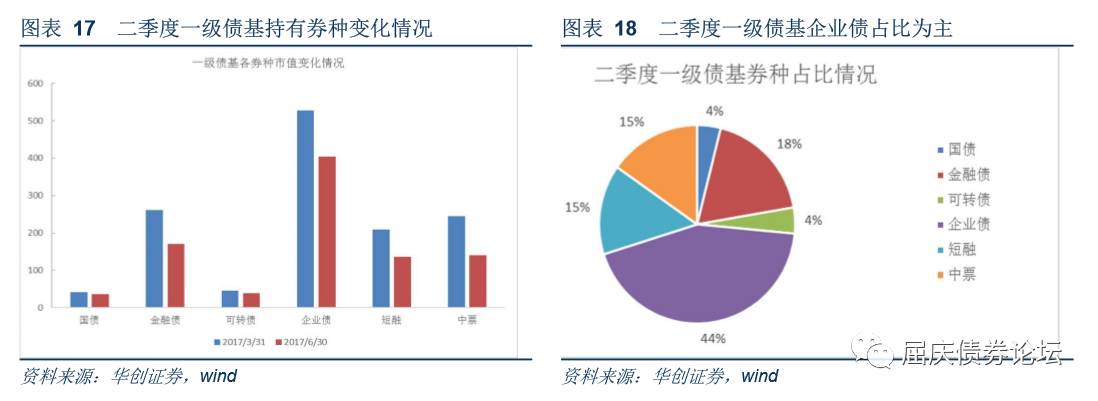 图表 17 二季度一级债基持有券种变化情况
一级债基各券种市值变化情况
600
500
400
300
200
100
0
国债 金融债 可转债 企业债 短融 中票
2017/3/31 2017/6/30
资料来源：华创证券，wind
图表 18 二季度一级债基企业债占比为主
二季度一级债基券种占比情况
4%
18%
4%
44%
15%
15%
国债
金融债
可转债
企业债
短融
中票
屈庆债券论坛
资料来源：华创证券，wind